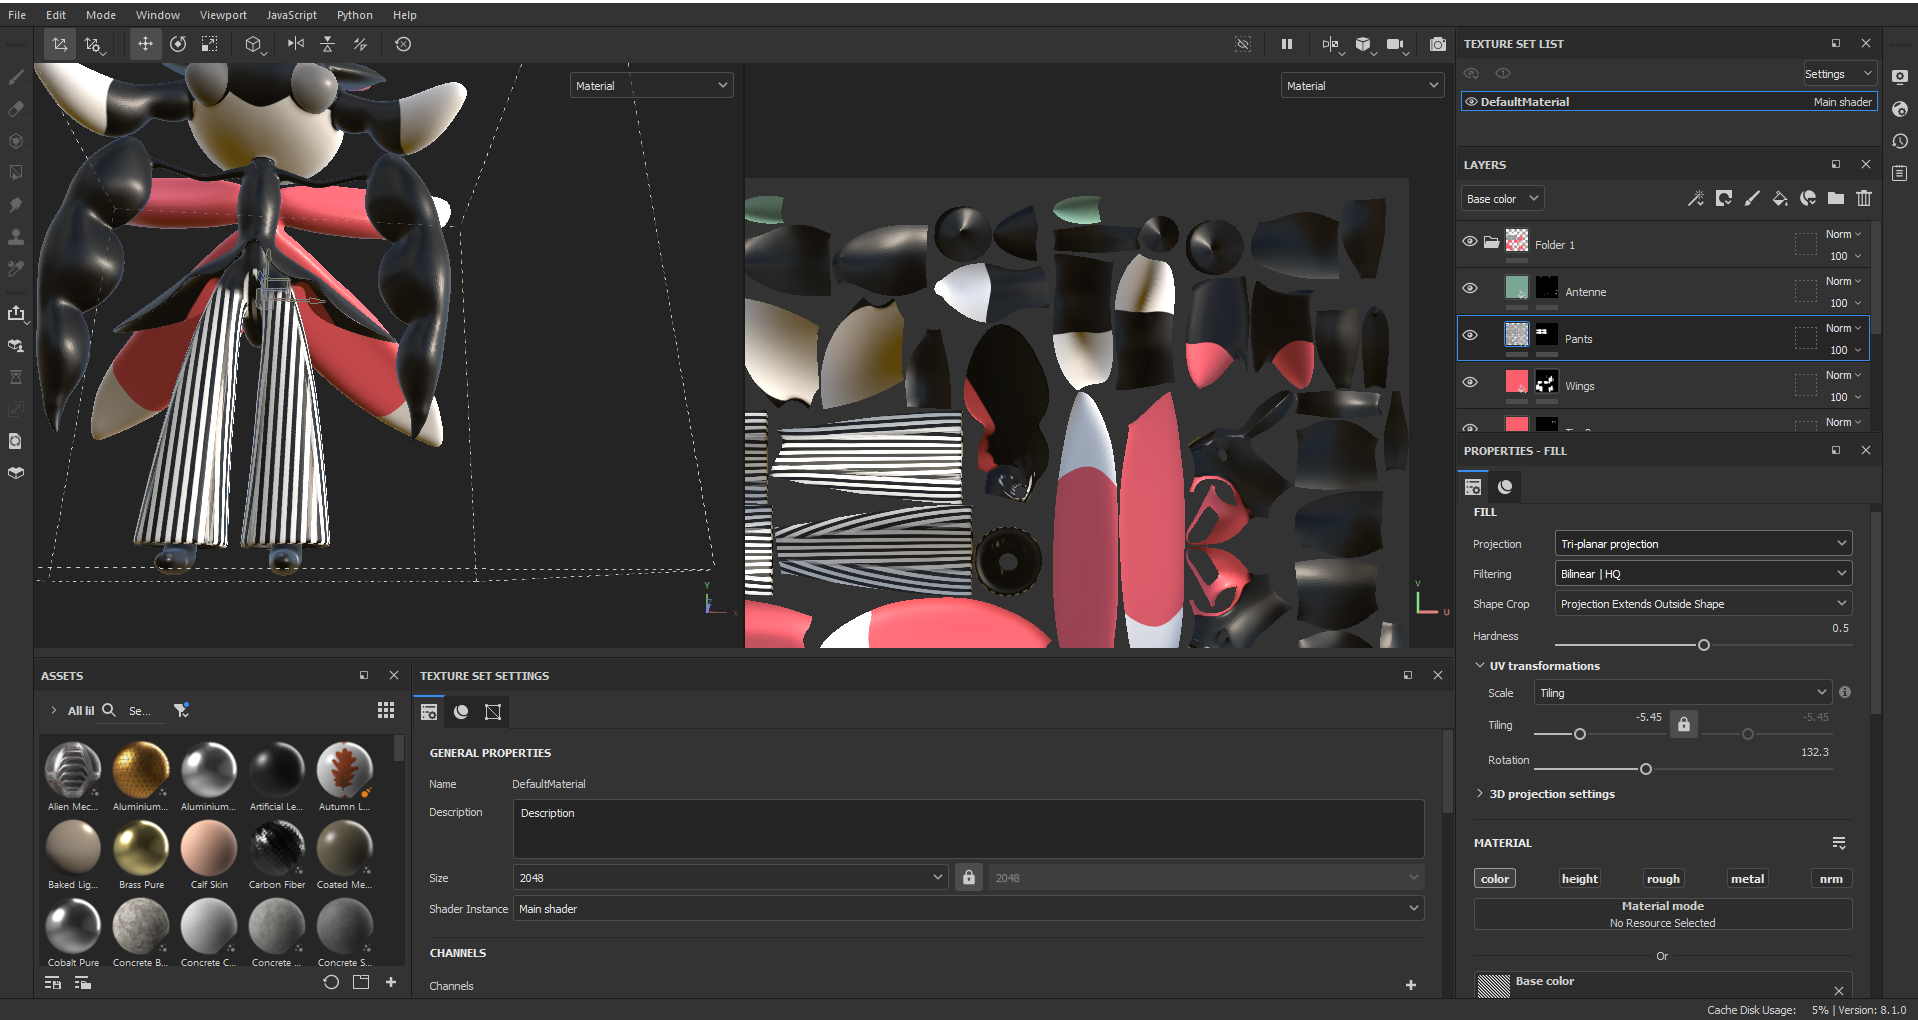 File Edit Mode Window Viewport JavaScript Python Help
Material
Material
TEXTURE SET LIST
Settings
DefaultMaterial Main shader
LAYERS
Base color
Folder 1 Norm 100
Antenne Norm 100
Pants Norm 100
Wings Norm 100
Norm
PROPERTIES - FILL
FILL
Projection Tri-planar projection
Filtering Bilinear | HQ
Shape Crop Projection Extends Outside Shape
Hardness 0.5
UV transformations
Scale Tiling
Tiling -5.45 -5.45
Rotation 132.3
3D projection settings
MATERIAL
color height rough metal nrm
Material mode
No Resource Selected
Or
Base color
Y
X
V
U
ASSETS
All lil Se...
Alien Mec... Aluminium... Aluminium... Artificial Le... Autumn L...
Baked Lig... Brass Pure Calf Skin Carbon Fiber Coated Me...
Cobalt Pure Concrete B... Concrete C... Concrete ... Concrete S...
TEXTURE SET SETTINGS
GENERAL PROPERTIES
Name DefaultMaterial
Description Description
Size 2048 2048
Shader Instance Main shader
CHANNELS
Channels
Cache Disk Usage: 5% | Version: 8.1.0